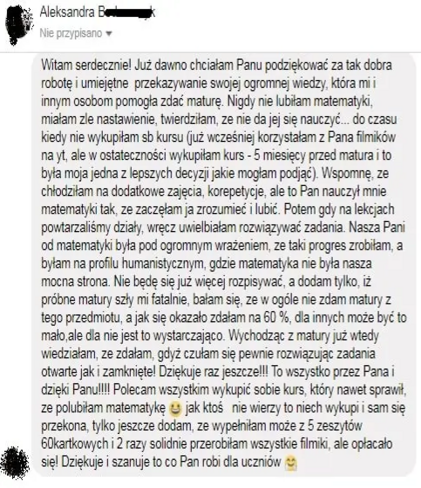 Aleksandra B
Nie przypisano
Witam serdecznie! Już dawno chciałam Panu podziękować za tak dobra
robotę i umiejętne przekazywanie swojej ogromnej wiedzy, która mi i
innym osobom pomogła zdać maturę. Nigdy nie lubiłam matematyki,
miałam zle nastawienie, twierdziłam, ze nie da jej się nauczyć... do czasu
kiedy nie wykupiłam sb kursu (już wcześniej korzystałam z Pana filmików
na yt, ale w ostateczności wykupiłam kurs - 5 miesięcy przed matura i to
była moja jedna z lepszych decyzji jakie mogłam podjąć). Wspomnę, ze
chłodziłam na dodatkowe zajęcia, korepetycje, ale to Pan nauczył mnie
matematyki tak, ze zaczęłam ja zrozumieć i lubić. Potem gdy na lekcjach
powtarzaliśmy działy, wręcz uwielbiałam rozwiązywać zadania. Nasza Pani
od matematyki była pod ogromnym wrażeniem, ze taki progres zrobiłam, a
byłam na profilu humanistycznym, gdzie matematyka nie była nasza
mocna strona. Nie będę się już więcej rozpisywać, a dodam tylko, iż
próbne matury szły mi fatalnie, bałam się, ze w ogóle nie zdam matury z
tego przedmiotu, a jak się okazało zdałam na 60 %, dla innych może być to
mało,ale dla nie jest to wystarczająco. Wychodząc z matury już wtedy
wiedziałam, ze zdałam, gdyż czułam się pewnie rozwiązując zadania
otwarte jak i zamknięte! Dziękuje raz jeszcze!!! To wszystko przez Pana i
dzięki Panu!!!! Polecam wszystkim wykupić sobie kurs, który nawet sprawił,
ze polubiłam matematykę 😃 jak ktoś nie wierzy to niech wykupi i sam się
przekona, tylko jeszcze dodam, ze wypełniłam może z 5 zeszytów
60kartkowych i 2 razy solidnie przerobiłam wszystkie filmiki, ale opłacało
się! Dziękuje i szanuje to co Pan robi dla uczniów 🤗